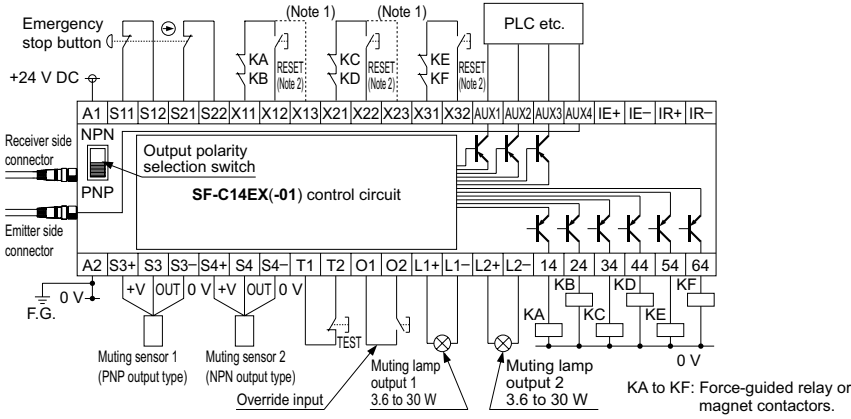 Emergency
stop button
(Note 1)
(Note 1)
PLC etc.
KA
KB
RESET
(Note 2)
KC
KD
RESET
(Note 2)
KE
KF
RESET
(Note 2)
+24 V DC
A1 S11 S12 S21 S22 X11 X12 X13 X21 X22 X23 X31 X32 AUX1 AUX2 AUX3 AUX4 IE+ IE− IR+ IR−
Receiver side
connector
NPN
PNP
Output polarity
selection switch
SF-C14EX(-01) control circuit
Emitter side
connector
A2 S3+ S3 S3− S4+ S4 S4− T1 T2 O1 O2 L1+ L1− L2+ L2− 14 24 34 44 54 64
F.G.
0 V
+V OUT 0 V +V OUT 0 V
TEST
KA
KB
KC
KD
KE
KF
0 V
Muting sensor 1
(PNP output type)
Muting sensor 2
(NPN output type)
Override input
Muting lamp
output 1
3.6 to 30 W
Muting lamp
output 2
3.6 to 30 W
KA to KF: Force-guided relay or
magnet contactors.